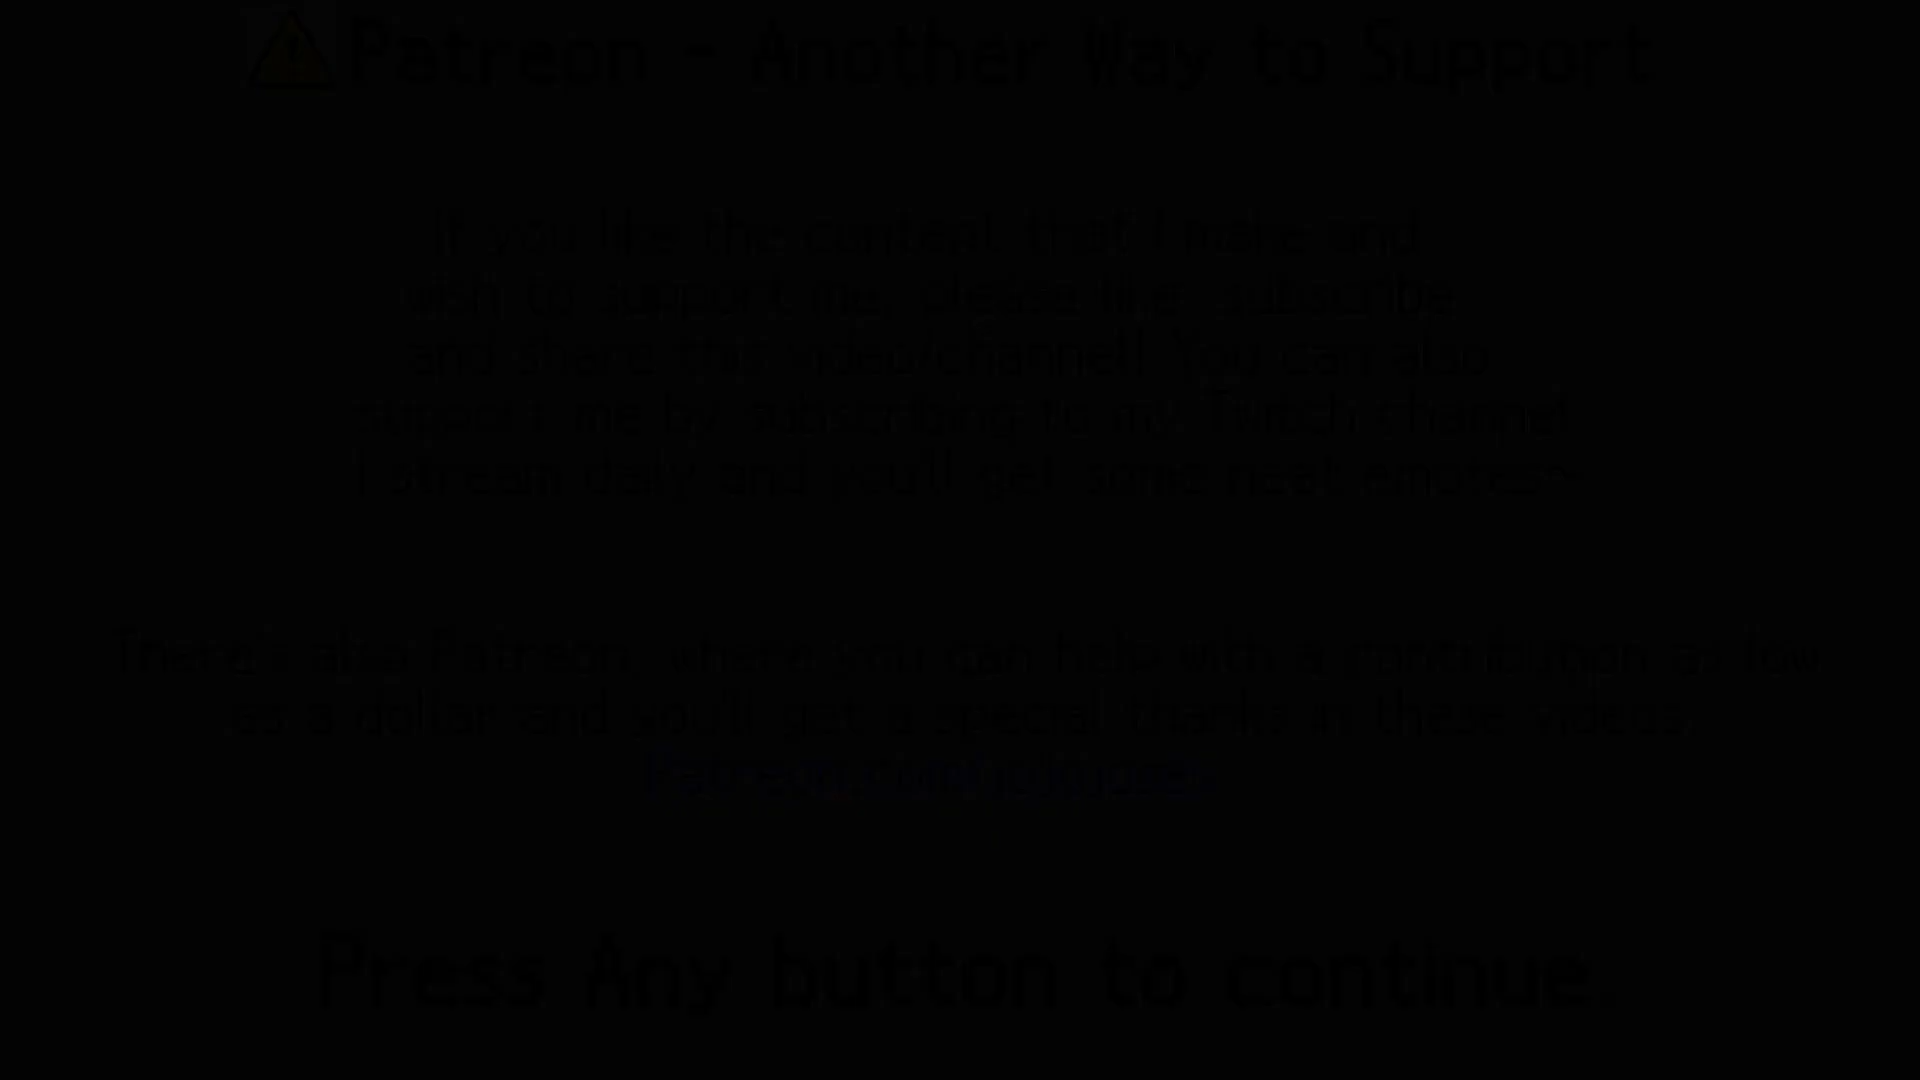 Patreon - Another Way to Support
If you like the content that I make and
wish to support me, please like, subscribe
and share this video/channel! You can also
support me by subscribing to my Twitch channel
I stream daily and you'll get some neat emotes~
There's also Patreon, where you can help with a contribution as low
as a dollar and you'll get a special thanks in these videos.
Press Any button to continue.